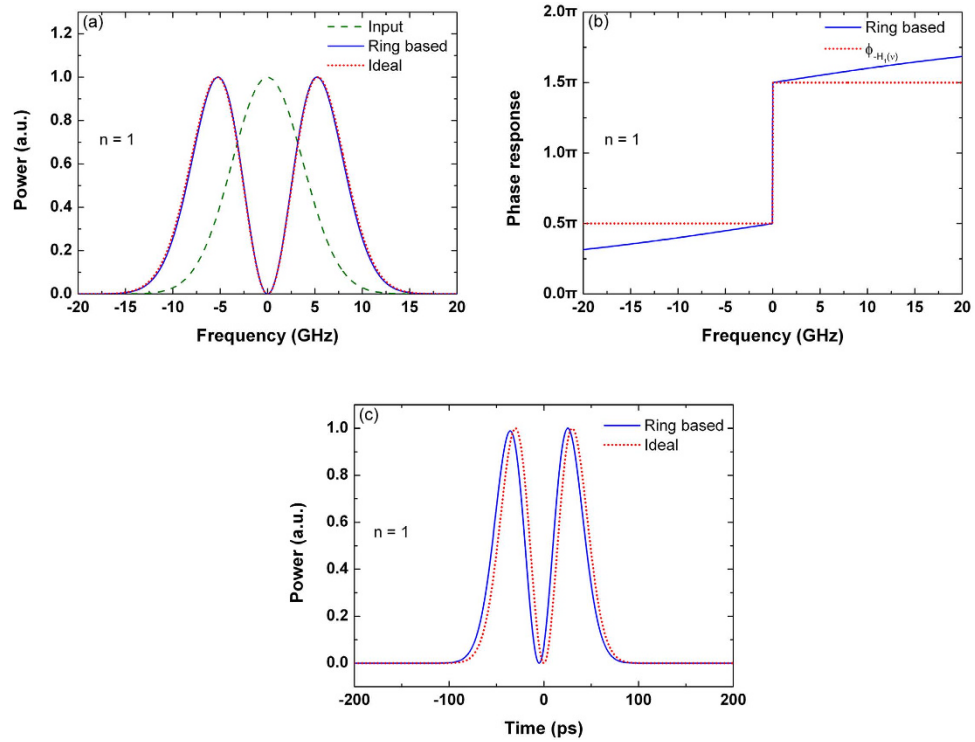 (a)
Input
Ring based
Ideal
n = 1
Power (a.u.)
1.2
1.0
0.8
0.6
0.4
0.2
0.0
-20 -15 -10 -5 0 5 10 15 20
Frequency (GHz)
(b)
Ring based
ϕ-H₁(ν)
n = 1
Phase response
2.0π
1.5π
1.0π
0.5π
0.0π
-20 -15 -10 -5 0 5 10 15 20
Frequency (GHz)
(c)
Ring based
Ideal
n = 1
Power (a.u.)
1.0
0.8
0.6
0.4
0.2
0.0
-200 -100 0 100 200
Time (ps)